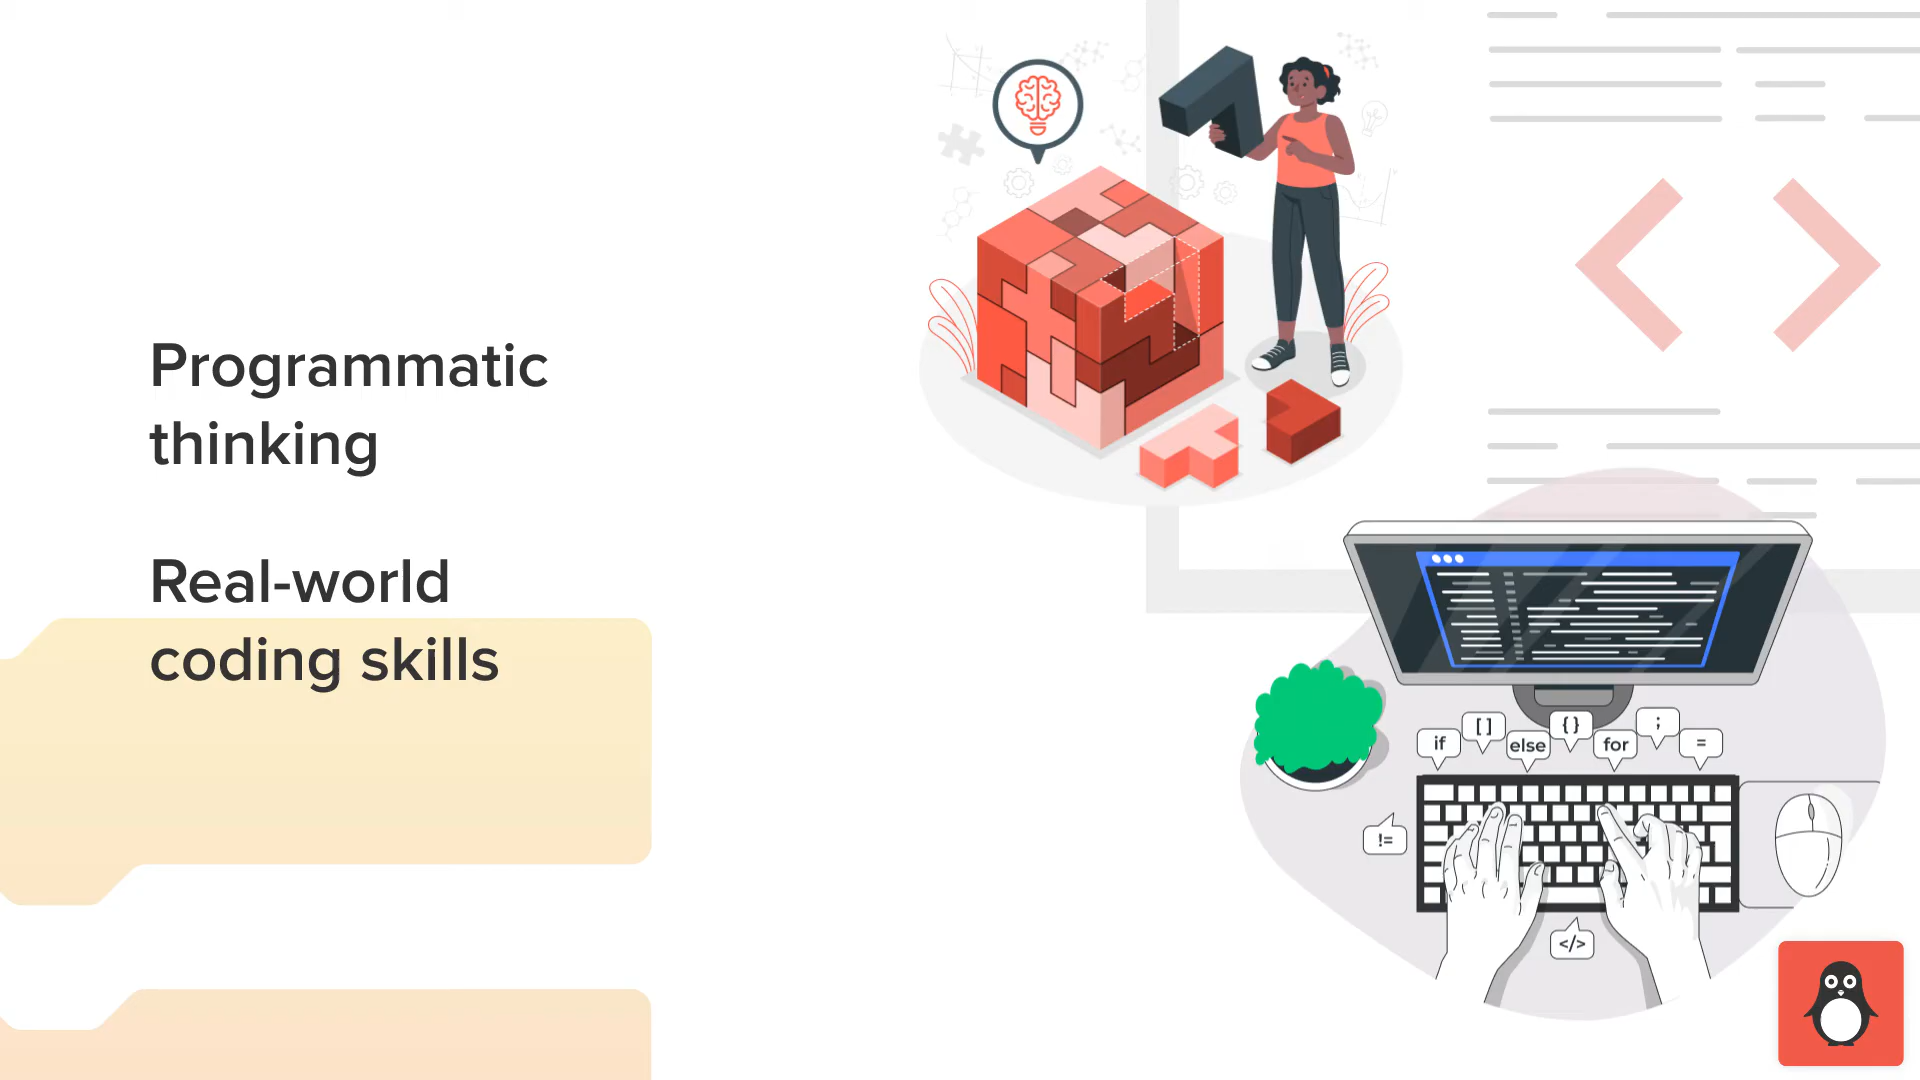 Programmatic
thinking
Real-world
coding skills
if
[ ]
else
{ }
for
;
=
!=
</>